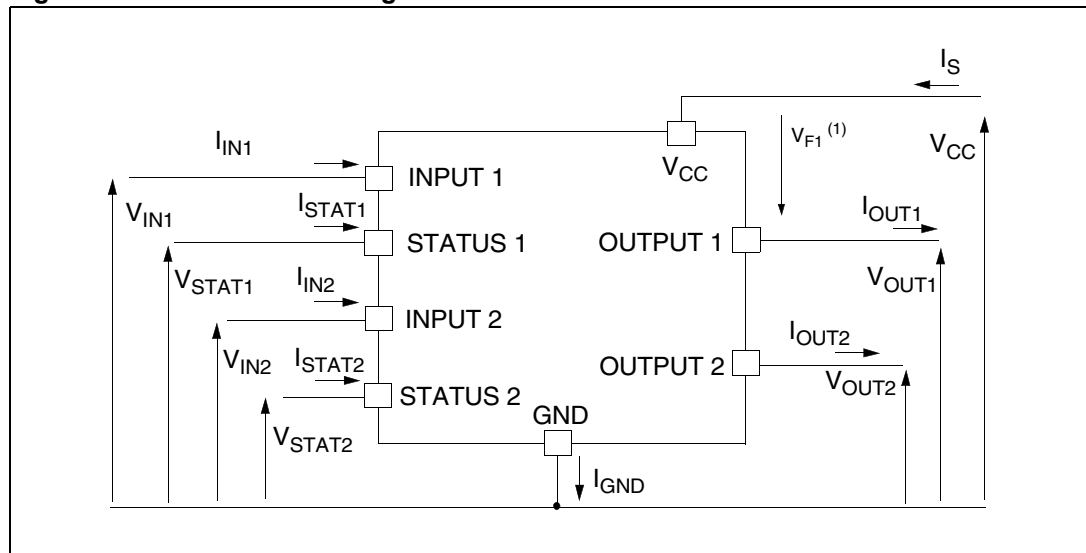 I_S
V_F1 (1)
V_CC
V_CC
I_IN1
INPUT 1
V_IN1
I_STAT1
STATUS 1
OUTPUT 1
I_OUT1
V_STAT1
V_OUT1
I_IN2
INPUT 2
V_IN2
I_OUT2
I_STAT2
OUTPUT 2
V_OUT2
STATUS 2
GND
V_STAT2
I_GND